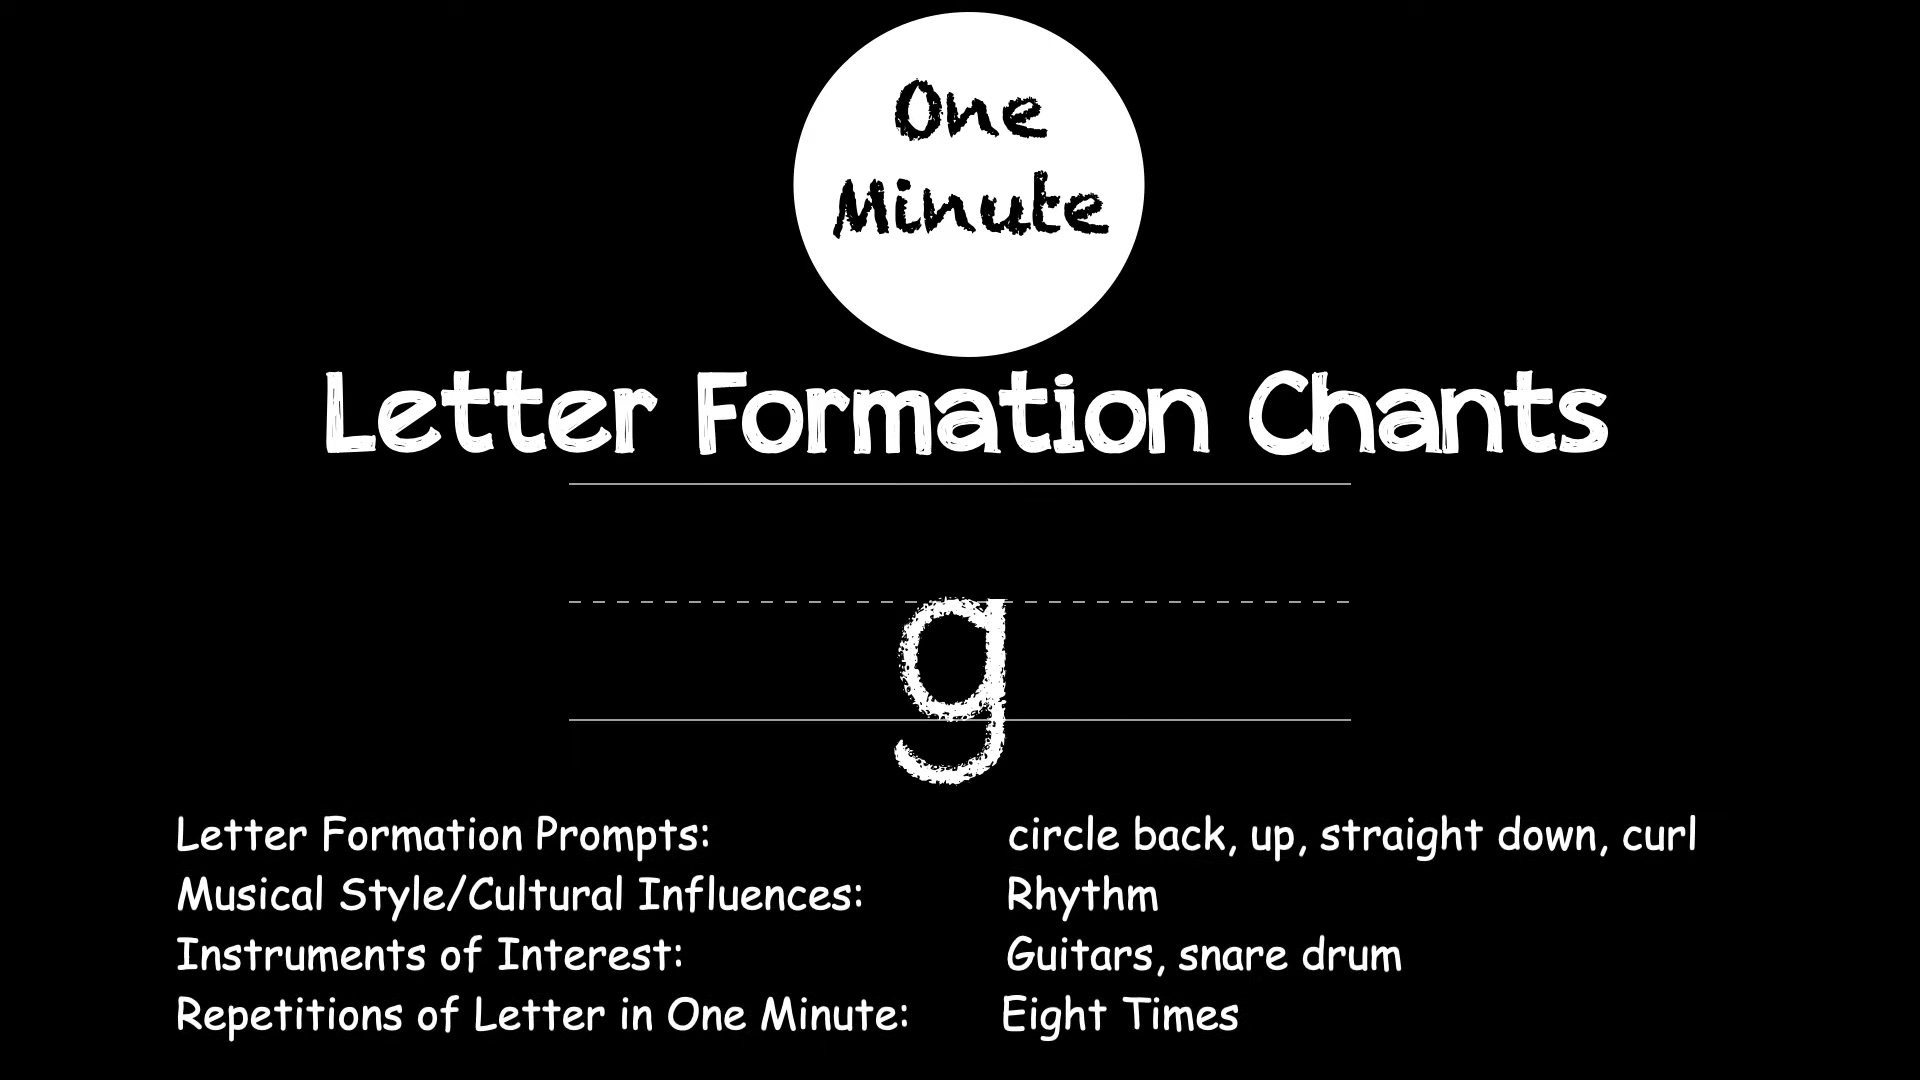 One
Minute
Letter Formation Chants
g
Letter Formation Prompts: circle back, up, straight down, curl
Musical Style/Cultural Influences: Rhythm
Instruments of Interest: Guitars, snare drum
Repetitions of Letter in One Minute: Eight Times